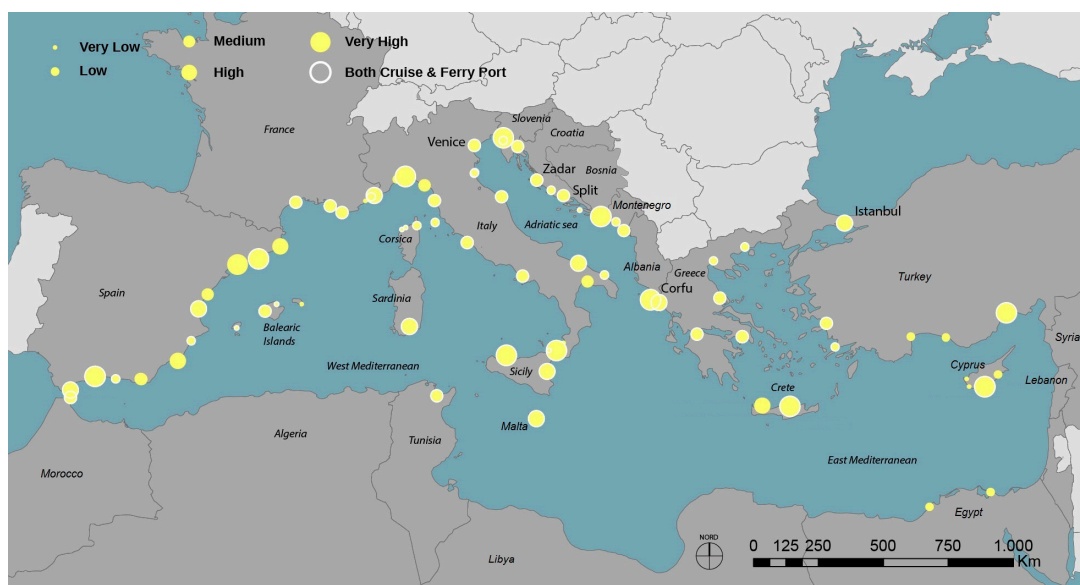 Very Low
Medium
Very High
Low
High
Both Cruise & Ferry Port
France
Slovenia
Croatia
Venice
Zadar
Bosnia
Split
Montenegro
Istanbul
Adriatic sea
Italy
Corsica
Albania
Greece
Turkey
Spain
Corfu
Sardinia
Balearic
Islands
Syria
West Mediterranean
Sicily
Cyprus
Lebanon
Crete
Malta
Algeria
Tunisia
East Mediterranean
Morocco
Egypt
NORD
0 125 250 500 750 1.000
Km
Libya